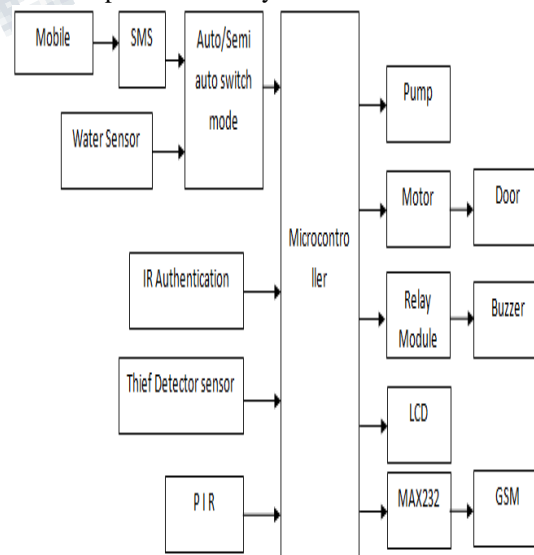 Mobile
SMS
Auto/Semi
auto switch
mode
Water Sensor
IR Authentication
Thief Detector sensor
P I R
Microcontro
ller
Pump
Motor
Door
Relay
Module
Buzzer
LCD
MAX232
GSM